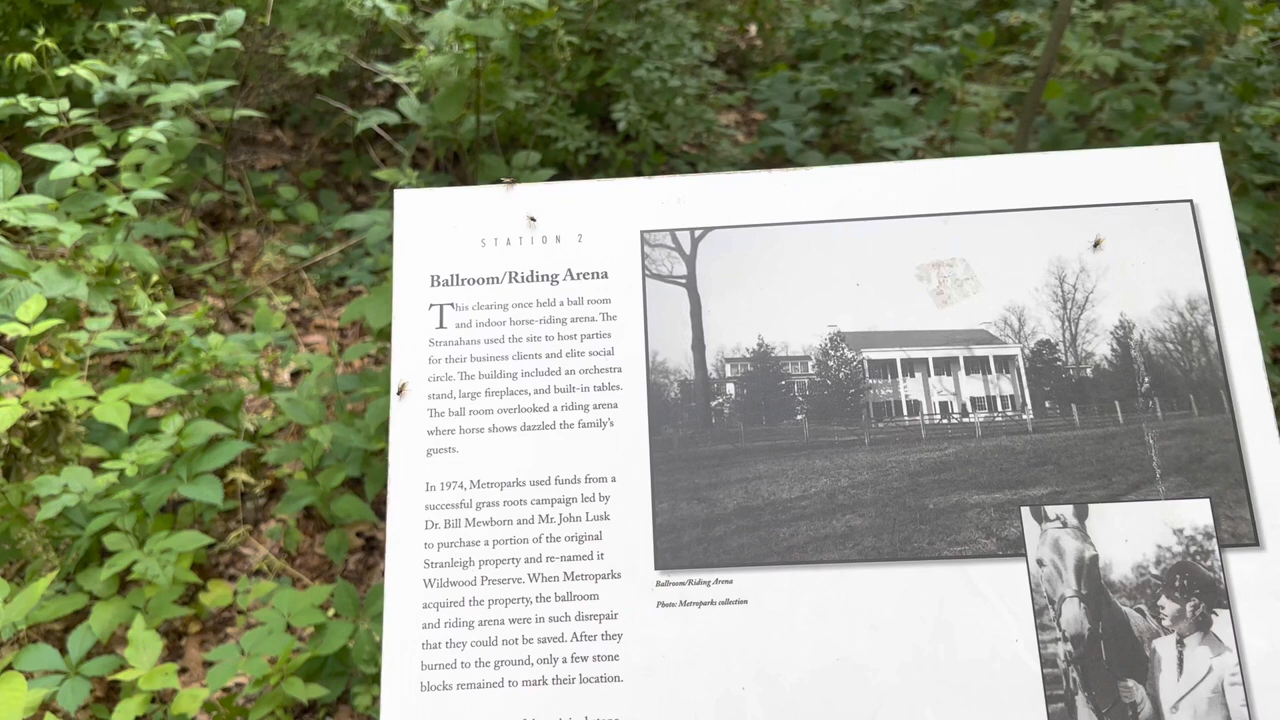 STATION 2
Ballroom/Riding Arena
This clearing once held a ball room
and indoor horse-riding arena. The
Stranahans used the site to host parties
for their business clients and elite social
circle. The building included an orchestra
stand, large fireplaces, and built-in tables.
The ball room overlooked a riding arena
where horse shows dazzled the family's
guests.
In 1974, Metroparks used funds from a
successful grass roots campaign led by
Dr. Bill Mewborn and Mr. John Lusk
to purchase a portion of the original
Stranleigh property and re-named it
Wildwood Preserve. When Metroparks
acquired the property, the ballroom
and riding arena were in such disrepair
that they could not be saved. After they
burned to the ground, only a few stone
blocks remained to mark their location.
Ballroom/Riding Arena
Photo: Metroparks collection